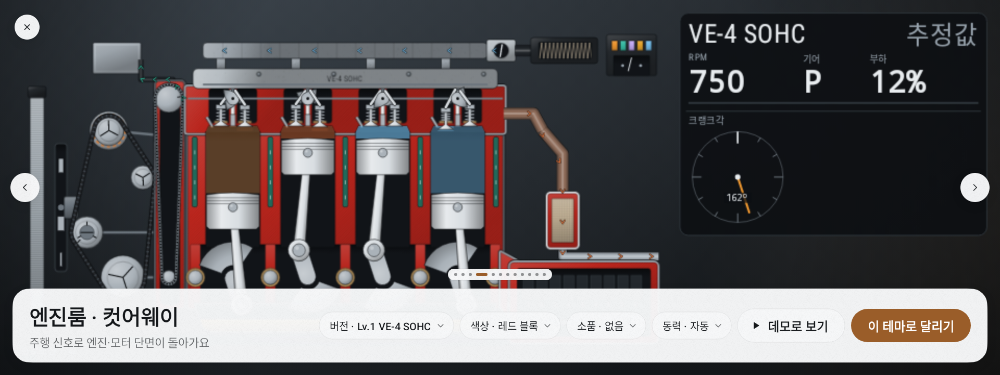 VE-4 SOHC
추정값
RPM
기어
부하
750
P
12%
크랭크각
162°
VE-4 SOHC
엔진룸 · 컷어웨이
주행 신호로 엔진·모터 단면이 돌아가요
버전 · Lv.1 VE-4 SOHC
색상 · 레드 블록
소품 · 없음
동력 · 자동
데모로 보기
이 테마로 달리기